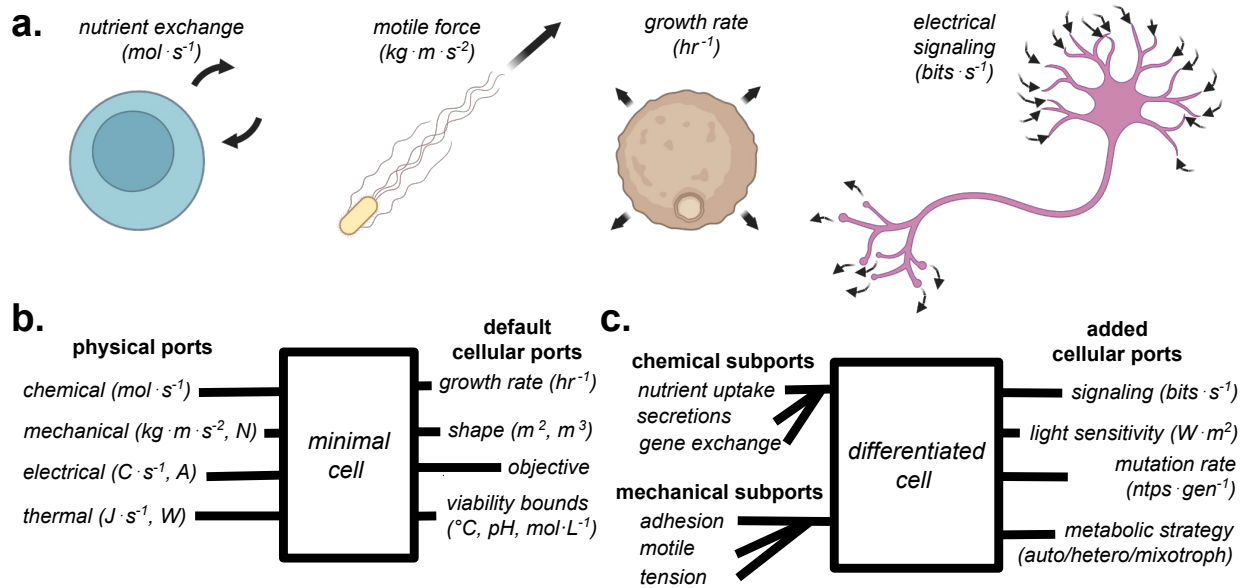 a.
nutrient exchange
(mol · s⁻¹)
motile force
(kg · m · s⁻²)
growth rate
(hr⁻¹)
electrical
signaling
(bits · s⁻¹)
b.
physical ports
chemical (mol · s⁻¹)
mechanical (kg · m · s⁻², N)
electrical (C · s⁻¹, A)
thermal (J · s⁻¹, W)
minimal
cell
default
cellular ports
growth rate (hr⁻¹)
shape (m², m³)
objective
viability bounds
(°C, pH, mol·L⁻¹)
c.
chemical subports
nutrient uptake
secretions
gene exchange
mechanical subports
adhesion
motile
tension
differentiated
cell
added
cellular ports
signaling (bits · s⁻¹)
light sensitivity (W · m²)
mutation rate
(ntps · gen⁻¹)
metabolic strategy
(auto/hetero/mixotroph)